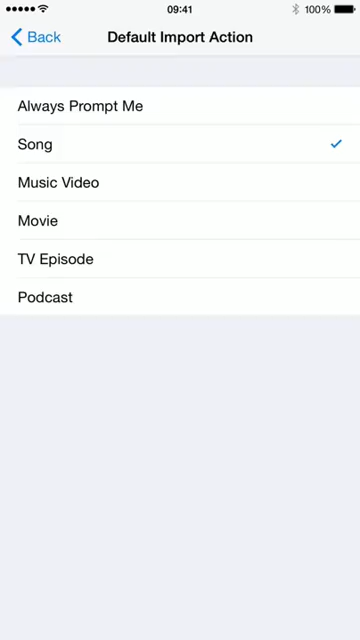 09:41
100%
Back
Default Import Action
Always Prompt Me
Song
Music Video
Movie
TV Episode
Podcast